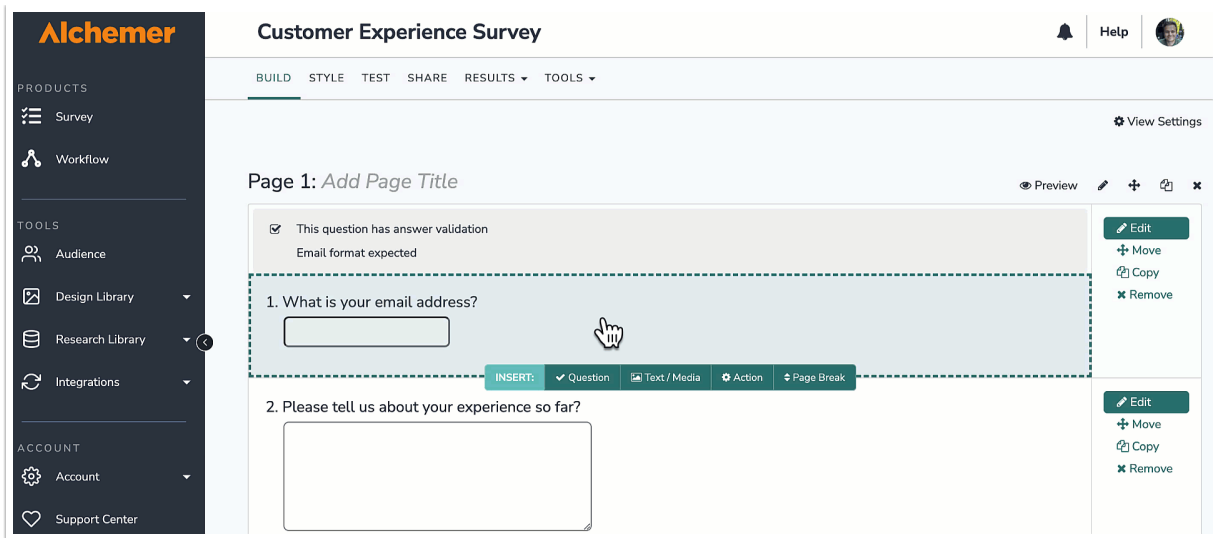 Alchemer
Customer Experience Survey
Help
PRODUCTS
Survey
Workflow
TOOLS
Audience
Design Library
Research Library
Integrations
ACCOUNT
Account
Support Center
BUILD STYLE TEST SHARE RESULTS TOOLS
View Settings
Page 1: Add Page Title
Preview
This question has answer validation
Email format expected
Edit
Move
Copy
Remove
1. What is your email address?
INSERT: Question Text / Media Action Page Break
2. Please tell us about your experience so far?
Edit
Move
Copy
Remove